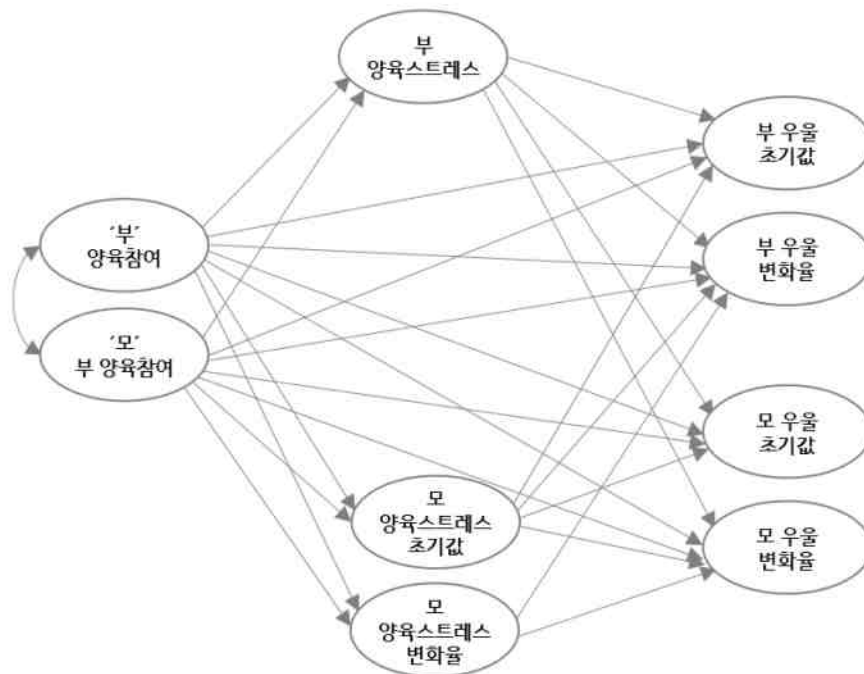 부
양육스트레스
부 우울
초기값
'부'
양육참여
부 우울
변화율
'모'
부 양육참여
모 우울
초기값
모
양육스트레스
초기값
모 우울
변화율
모
양육스트레스
변화율